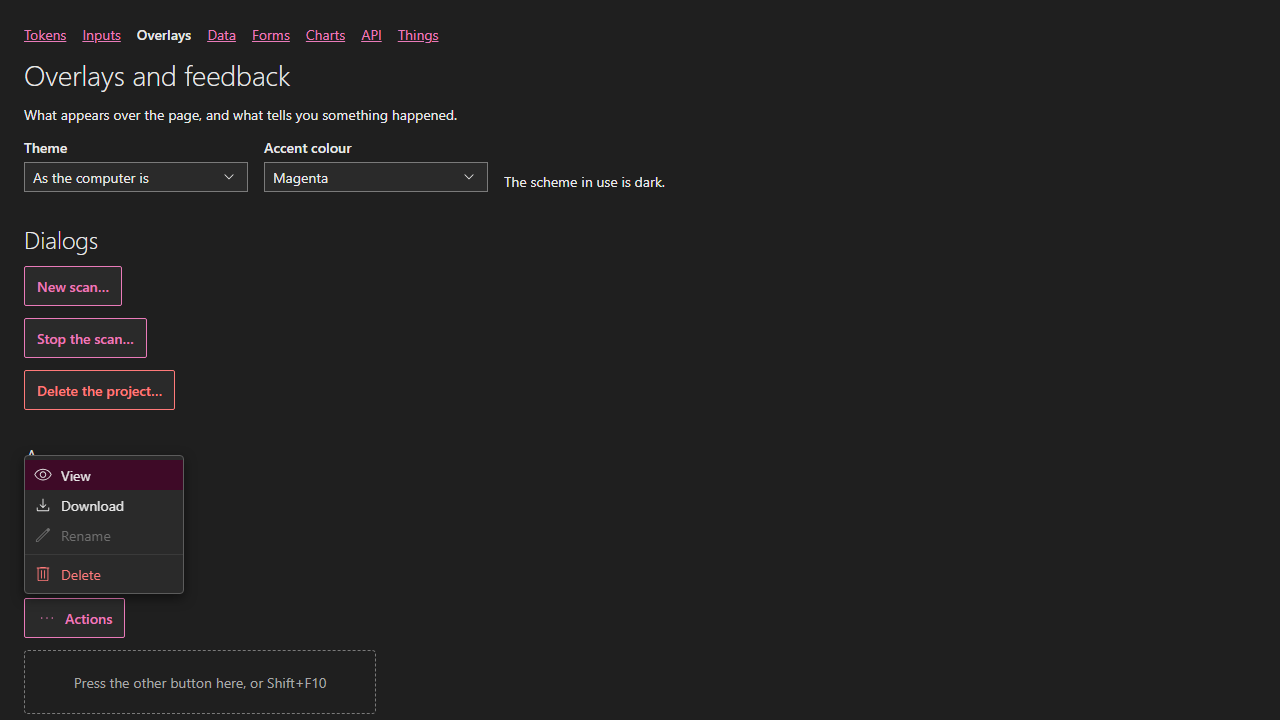 Tokens Inputs Overlays Data Forms Charts API Things
Overlays and feedback
What appears over the page, and what tells you something happened.
Theme Accent colour
As the computer is Magenta The scheme in use is dark.
Dialogs
New scan...
Stop the scan...
Delete the project...
View
Download
Rename
Delete
Actions
Press the other button here, or Shift+F10